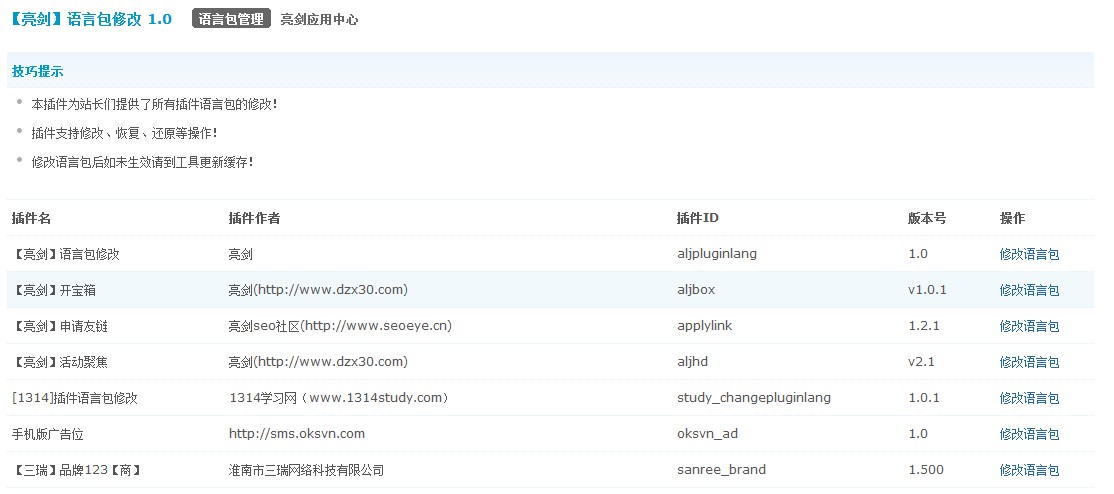 【亮剑】语言包修改 1.0 语言包管理 亮剑应用中心
技巧提示
本插件为站长们提供了所有插件语言包的修改!
插件支持修改、恢复、还原等操作!
修改语言包后如未生效请到工具更新缓存!
插件名 插件作者 插件ID 版本号 操作
【亮剑】语言包修改 亮剑 aljpluginlang 1.0 修改语言包
【亮剑】开宝箱 亮剑(http://www.dzx30.com) aljbox v1.0.1 修改语言包
【亮剑】申请友链 亮剑seo社区(http://www.seoeye.cn) applylink 1.2.1 修改语言包
【亮剑】活动聚焦 亮剑(http://www.dzx30.com) aljhd v2.1 修改语言包
[1314]插件语言包修改 1314学习网（www.1314study.com） study_changepluginlang 1.0.1 修改语言包
手机版广告位 http://sms.oksvn.com oksvn_ad 1.0 修改语言包
【三瑞】品牌123【商】 淮南市三瑞网络科技有限公司 sanree_brand 1.500 修改语言包